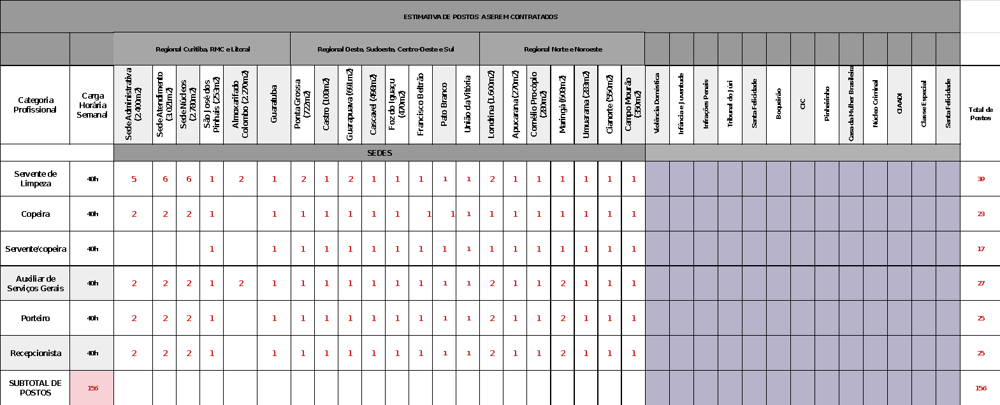 ESTIMATIVA DE POSTOS A SEREM CONTRATADOS
Regional Curitiba, RMC e Litoral
Regional Oeste, Sudoeste, Centro-Oeste e Sul
Regional Norte e Noroeste
Categoria
Profissional
Carga
Horária
Semanal
Sede Administrativa
(2.400m2)
Sede Atendimento
(3.021m2)
Sede Núcleos
(2.780m2)
São José dos
Pinhais (253m2)
Almoxarifado
Colombo (2.270m2)
Guaratuba
Ponta Grossa
(722m2)
Castro (108m2)
Guarapuava (691m2)
Cascavel (498m2)
Foz do Iguaçu
(470m2)
Francisco Beltrão
Pato Branco
União da Vitória
Londrina (1.600m2)
Apucarana (270m2)
Cornélio Procópio
(280m2)
Maringá (608m2)
Umuarama (283m2)
Cianorte (550m2)
Campo Mourão
(350m2)
Violência Doméstica
Infância e Juventude
Infrações Penais
Tribunal do Júri
Santa Felicidade
Boqueirão
CIC
Pinheirinho
Casa da Mulher Brasileira
Núcleo Criminal
CIAADI
Classe Especial
Santa Felicidade
Total de
Postos
SEDES
Servente de
Limpeza
40h 5 6 6 1 2 1 2 1 2 1 1 1 1 1 2 1 1 1 1 1 1 39
Copeira 40h 2 2 2 1 1 1 1 1 1 1 1 1 1 1 1 1 1 1 1 1 23
Servente/copeira 40h 1 1 1 1 1 1 1 1 1 1 1 1 1 1 1 1 1 17
Auxiliar de
Serviços Gerais
40h 2 2 2 1 2 1 1 1 1 1 1 1 1 1 2 1 1 2 1 1 1 27
Porteiro 40h 2 2 2 1 1 1 1 1 1 1 1 1 1 2 1 1 2 1 1 1 25
Recepcionista 40h 2 2 2 1 1 1 1 1 1 1 1 1 1 2 1 1 2 1 1 1 25
SUBTOTAL DE
POSTOS
156 156